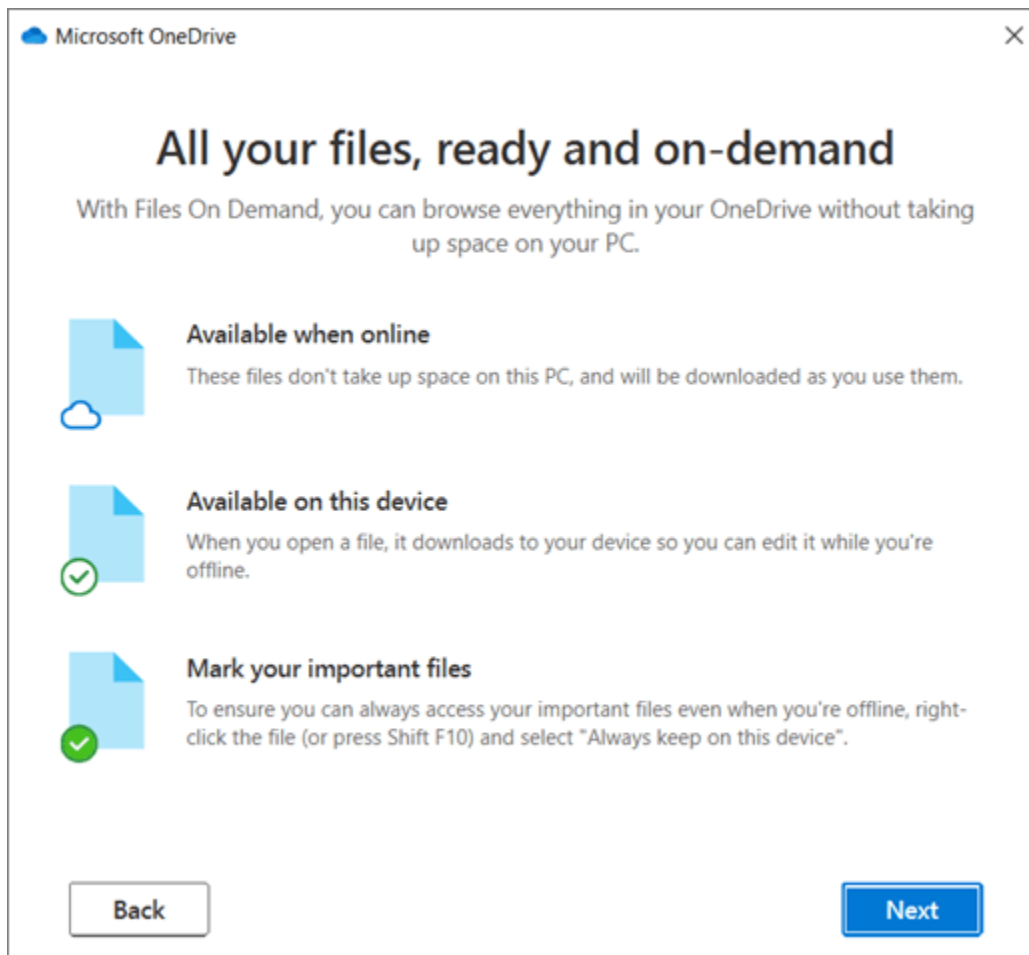 Microsoft OneDrive
All your files, ready and on-demand
With Files On Demand, you can browse everything in your OneDrive without taking
up space on your PC.
Available when online
These files don't take up space on this PC, and will be downloaded as you use them.
Available on this device
When you open a file, it downloads to your device so you can edit it while you're
offline.
Mark your important files
To ensure you can always access your important files even when you're offline, right-
click the file (or press Shift F10) and select "Always keep on this device".
Back
Next